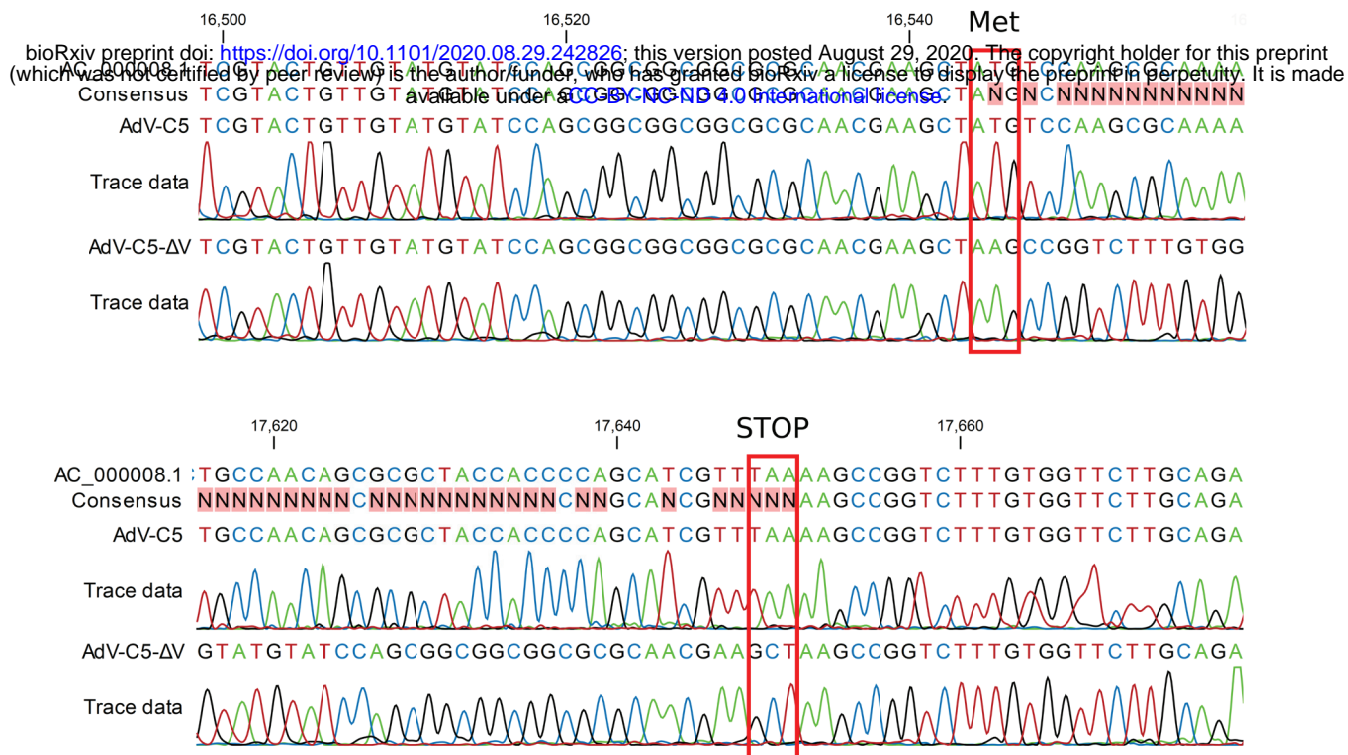 16,500 16,520 16,540 Met
bioRxiv preprint doi: https://doi.org/10.1101/2020.08.29.242826; this version posted August 29, 2020. The copyright holder for this preprint
AC_000008.1 TCGTACTGTTGTATGTATCCAGCGGCGGCGGCGCGCAACGAAGCTATGTCCAAGCGCAAAA
(which was not certified by peer review) is the author/funder, who has granted bioRxiv a license to display the preprint in perpetuity. It is made
Consensus TCGTACTGTTGTATGTATCCAGCGGCGGCGGCGCGCAACGAAGCTANGNCNNNNNNNNNNN
available under aCC-BY-NC-ND 4.0 International license.
AdV-C5 TCGTACTGTTGTATGTATCCAGCGGCGGCGGCGCGCAACGAAGCTATGTCCAAGCGCAAAA
Trace data
AdV-C5-ΔV TCGTACTGTTGTATGTATCCAGCGGCGGCGGCGCGCAACGAAGCTAAGCCGGTCTTTGTGG
Trace data
17,620 17,640 STOP 17,660
AC_000008.1 TGCCAACAGCGCGCTACCACCCCAGCATCGTTTAAAAGCCGGTCTTTGTGGTTCTTGCAGA
Consensus NNNNNNNNNCNNNNNNNNNNNCNNGCANCGNNNNNAAGCCGGTCTTTGTGGTTCTTGCAGA
AdV-C5 TGCCAACAGCGCGCTACCACCCCAGCATCGTTTAAAAGCCGGTCTTTGTGGTTCTTGCAGA
Trace data
AdV-C5-ΔV GTATGTATCCAGCGGCGGCGGCGCGCAACGAAGCTAAGCCGGTCTTTGTGGTTCTTGCAGA
Trace data